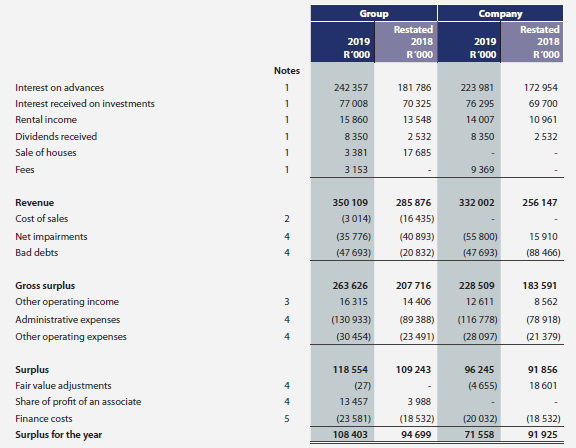 Group Company
Restated Restated
2019 2018 2019 2018
R'000 R'000 R'000 R'000
Notes
Interest on advances 1 242 357 181 786 223 981 172 954
Interest received on investments 1 77 008 70 325 76 295 69 700
Rental income 1 15 860 13 548 14 007 10 961
Dividends received 1 8 350 2 532 8 350 2 532
Sale of houses 1 3 381 17 685 - -
Fees 1 3 153 - 9 369 -
Revenue 350 109 285 876 332 002 256 147
Cost of sales 2 (3 014) (16 435) - -
Net impairments 4 (35 776) (40 893) (55 800) 15 910
Bad debts 4 (47 693) (20 832) (47 693) (88 466)
Gross surplus 263 626 207 716 228 509 183 591
Other operating income 3 16 315 14 406 12 611 8 562
Administrative expenses 4 (130 933) (89 388) (116 778) (78 918)
Other operating expenses 4 (30 454) (23 491) (28 097) (21 379)
Surplus 118 554 109 243 96 245 91 856
Fair value adjustments 4 (27) - (4 655) 18 601
Share of profit of an associate 4 13 457 3 988 - -
Finance costs 5 (23 581) (18 532) (20 032) (18 532)
Surplus for the year 108 403 94 699 71 558 91 925